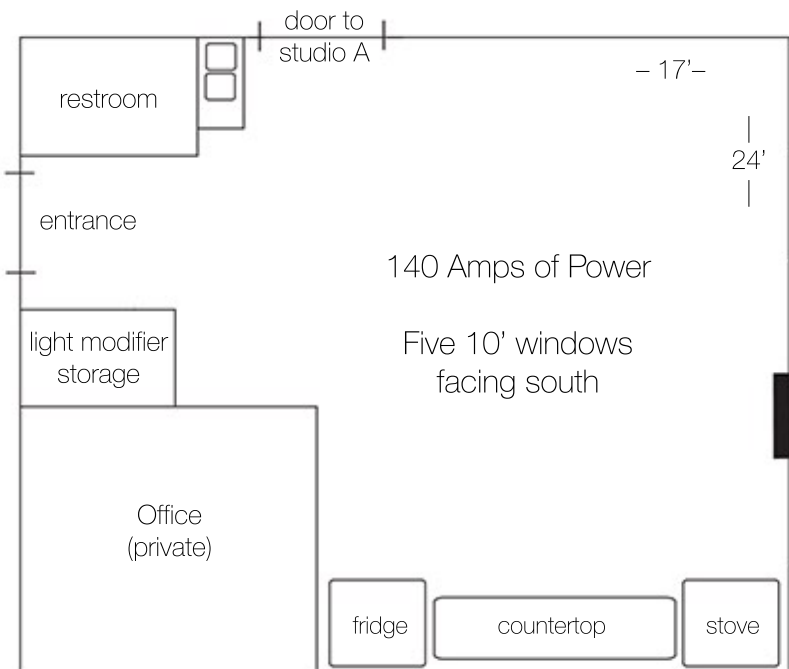 door to
studio A
– 17’–
restroom
24’
entrance
140 Amps of Power
light modifier
storage
Five 10’ windows
facing south
Office
(private)
fridge
countertop
stove